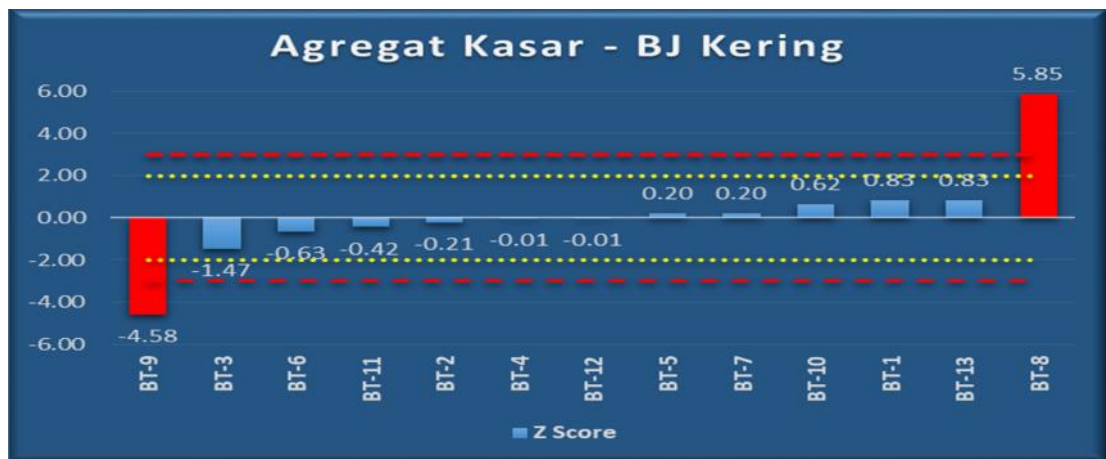 Agregat Kasar - BJ Kering
5.85
6.00
4.00
2.00
0.20 0.20 0.62 0.83 0.83
0.00
-0.63 -0.42 -0.21 -0.01 -0.01
-2.00
-1.47
-4.00
-4.58
-6.00
BT-9 BT-3 BT-6 BT-11 BT-2 BT-4 BT-12 BT-5 BT-7 BT-10 BT-1 BT-13 BT-8
Z Score